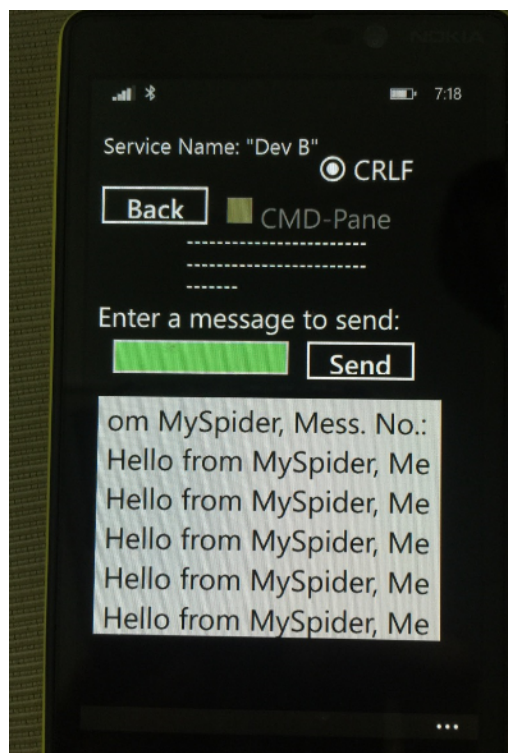 NOKIA
7:18
Service Name: "Dev B"
CRLF
Back
CMD-Pane
-----------------------
-----------------------
-------
Enter a message to send:
Send
om MySpider, Mess. No.:
Hello from MySpider, Me
Hello from MySpider, Me
Hello from MySpider, Me
Hello from MySpider, Me
Hello from MySpider, Me
...